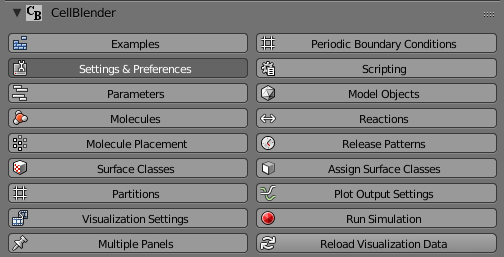 CB CellBlender
Examples
Periodic Boundary Conditions
Settings & Preferences
Scripting
Parameters
Model Objects
Molecules
Reactions
Molecule Placement
Release Patterns
Surface Classes
Assign Surface Classes
Partitions
Plot Output Settings
Visualization Settings
Run Simulation
Multiple Panels
Reload Visualization Data